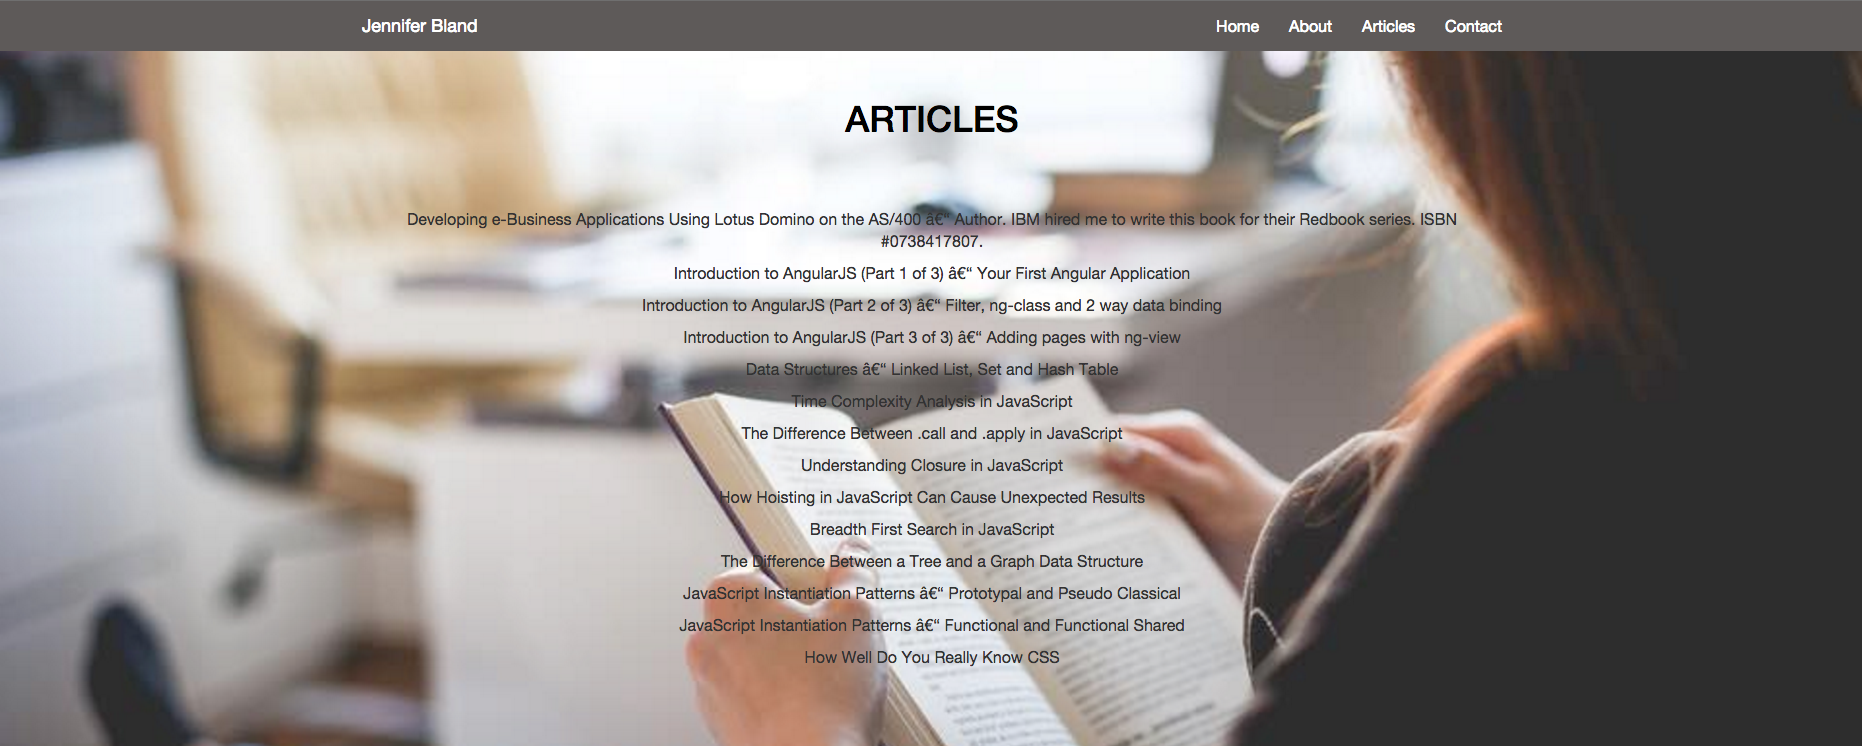 Jennifer Bland
Home
About
Articles
Contact
ARTICLES
Developing e-Business Applications Using Lotus Domino on the AS/400 â€“ Author. IBM hired me to write this book for their Redbook series. ISBN
#0738417807.
Introduction to AngularJS (Part 1 of 3) â€“ Your First Angular Application
Introduction to AngularJS (Part 2 of 3) â€“ Filter, ng-class and 2 way data binding
Introduction to AngularJS (Part 3 of 3) â€“ Adding pages with ng-view
Data Structures â€“ Linked List, Set and Hash Table
Time Complexity Analysis in JavaScript
The Difference Between .call and .apply in JavaScript
Understanding Closure in JavaScript
How Hoisting in JavaScript Can Cause Unexpected Results
Breadth First Search in JavaScript
The Difference Between a Tree and a Graph Data Structure
JavaScript Instantiation Patterns â€“ Prototypal and Pseudo Classical
JavaScript Instantiation Patterns â€“ Functional and Functional Shared
How Well Do You Really Know CSS